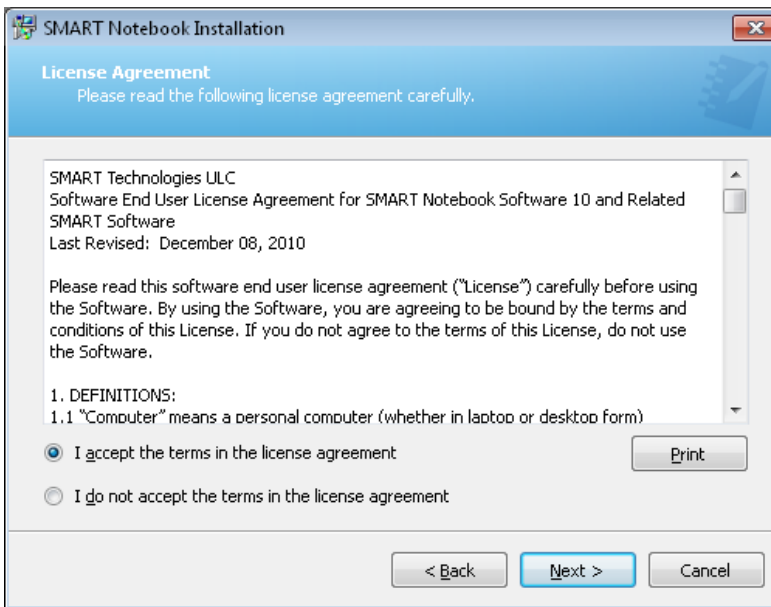 SMART Notebook Installation
License Agreement
Please read the following license agreement carefully.
SMART Technologies ULC
Software End User License Agreement for SMART Notebook Software 10 and Related
SMART Software
Last Revised:  December 08, 2010
Please read this software end user license agreement ("License") carefully before using
the Software. By using the Software, you are agreeing to be bound by the terms and
conditions of this License. If you do not agree to the terms of this License, do not use
the Software.
1. DEFINITIONS:
1.1 "Computer" means a personal computer (whether in laptop or desktop form)
I accept the terms in the license agreement
Print
I do not accept the terms in the license agreement
< Back
Next >
Cancel